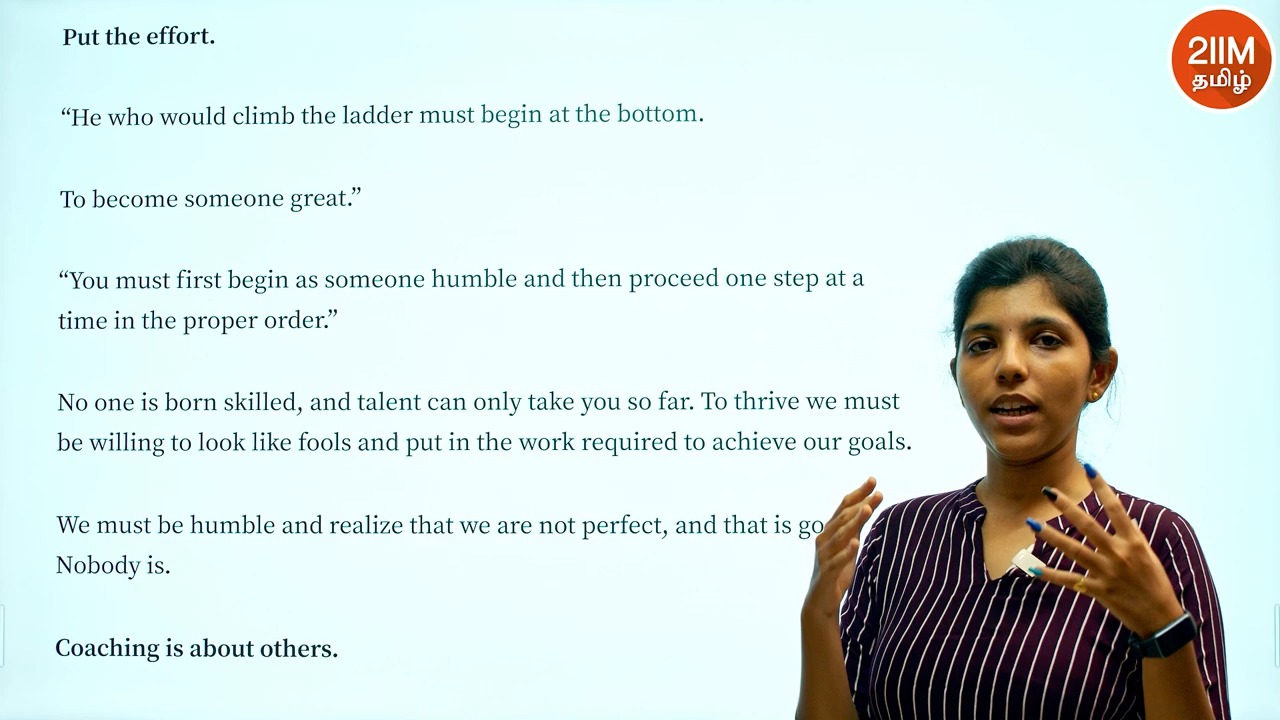 Put the effort.
“He who would climb the ladder must begin at the bottom.
To become someone great.”
“You must first begin as someone humble and then proceed one step at a
time in the proper order.”
No one is born skilled, and talent can only take you so far. To thrive we must
be willing to look like fools and put in the work required to achieve our goals.
We must be humble and realize that we are not perfect, and that is
Nobody is.
Coaching is about others.
2IIM
தமிழ்